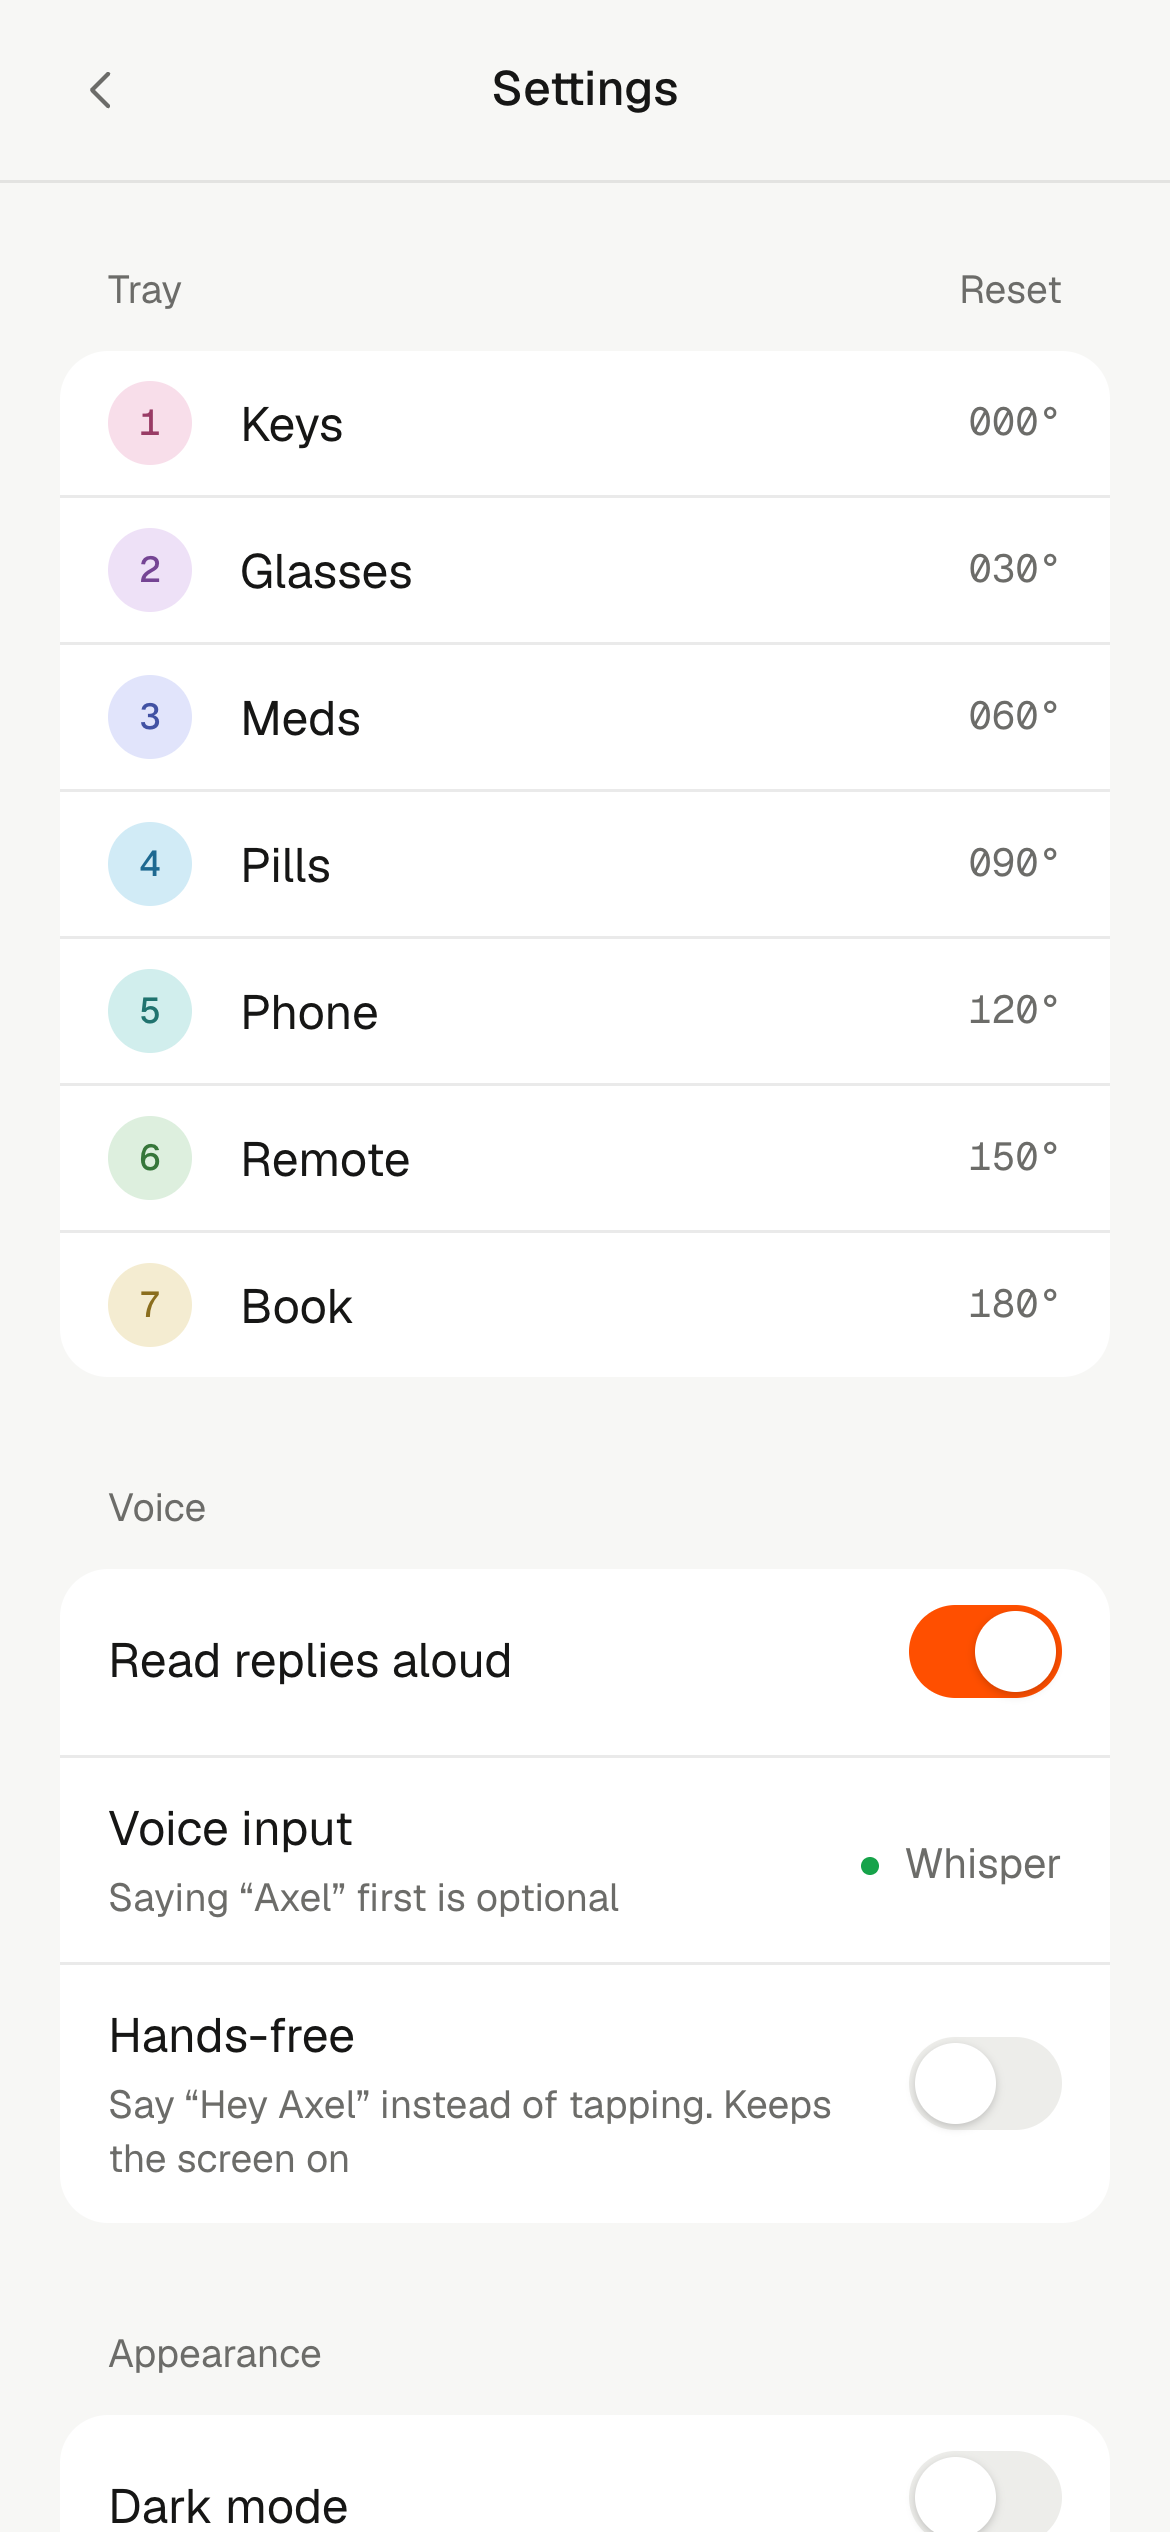 Settings
Tray Reset
1 Keys 000°
2 Glasses 030°
3 Meds 060°
4 Pills 090°
5 Phone 120°
6 Remote 150°
7 Book 180°
Voice
Read replies aloud
Voice input
Saying “Axel” first is optional
Whisper
Hands-free
Say “Hey Axel” instead of tapping. Keeps
the screen on
Appearance
Dark mode